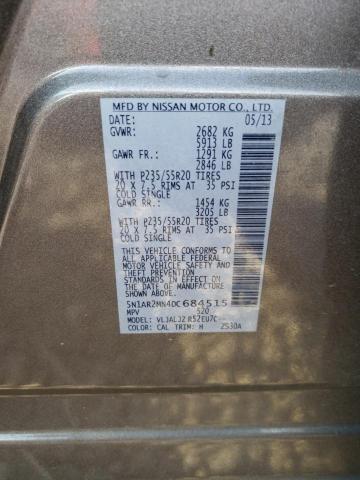 MFD BY NISSAN MOTOR CO., LTD.
DATE: 05/13
GVWR: 2682 KG
5913 LB
GAWR FR.: 1291 KG
2846 LB
WITH P235/55R20 TIRES
20 X 7.5 RIMS AT 35 PSI
COLD SINGLE
GAWR RR.: 1454 KG
3205 LB
WITH P235/55R20 TIRES
20 X 7.5 RIMS AT 35 PSI
COLD SINGLE
THIS VEHICLE CONFORMS TO
ALL APPLICABLE FEDERAL
MOTOR VEHICLE SAFETY AND
THEFT PREVENTION STANDARDS
IN EFFECT ON THE DATE OF
MANUFACTURE SHOWN ABOVE.
5N1AR2MN4DC684515
MPV 520
MODEL: VLJALJZ R52EU7C-
COLOR: CAL TRIM: H ZS30A